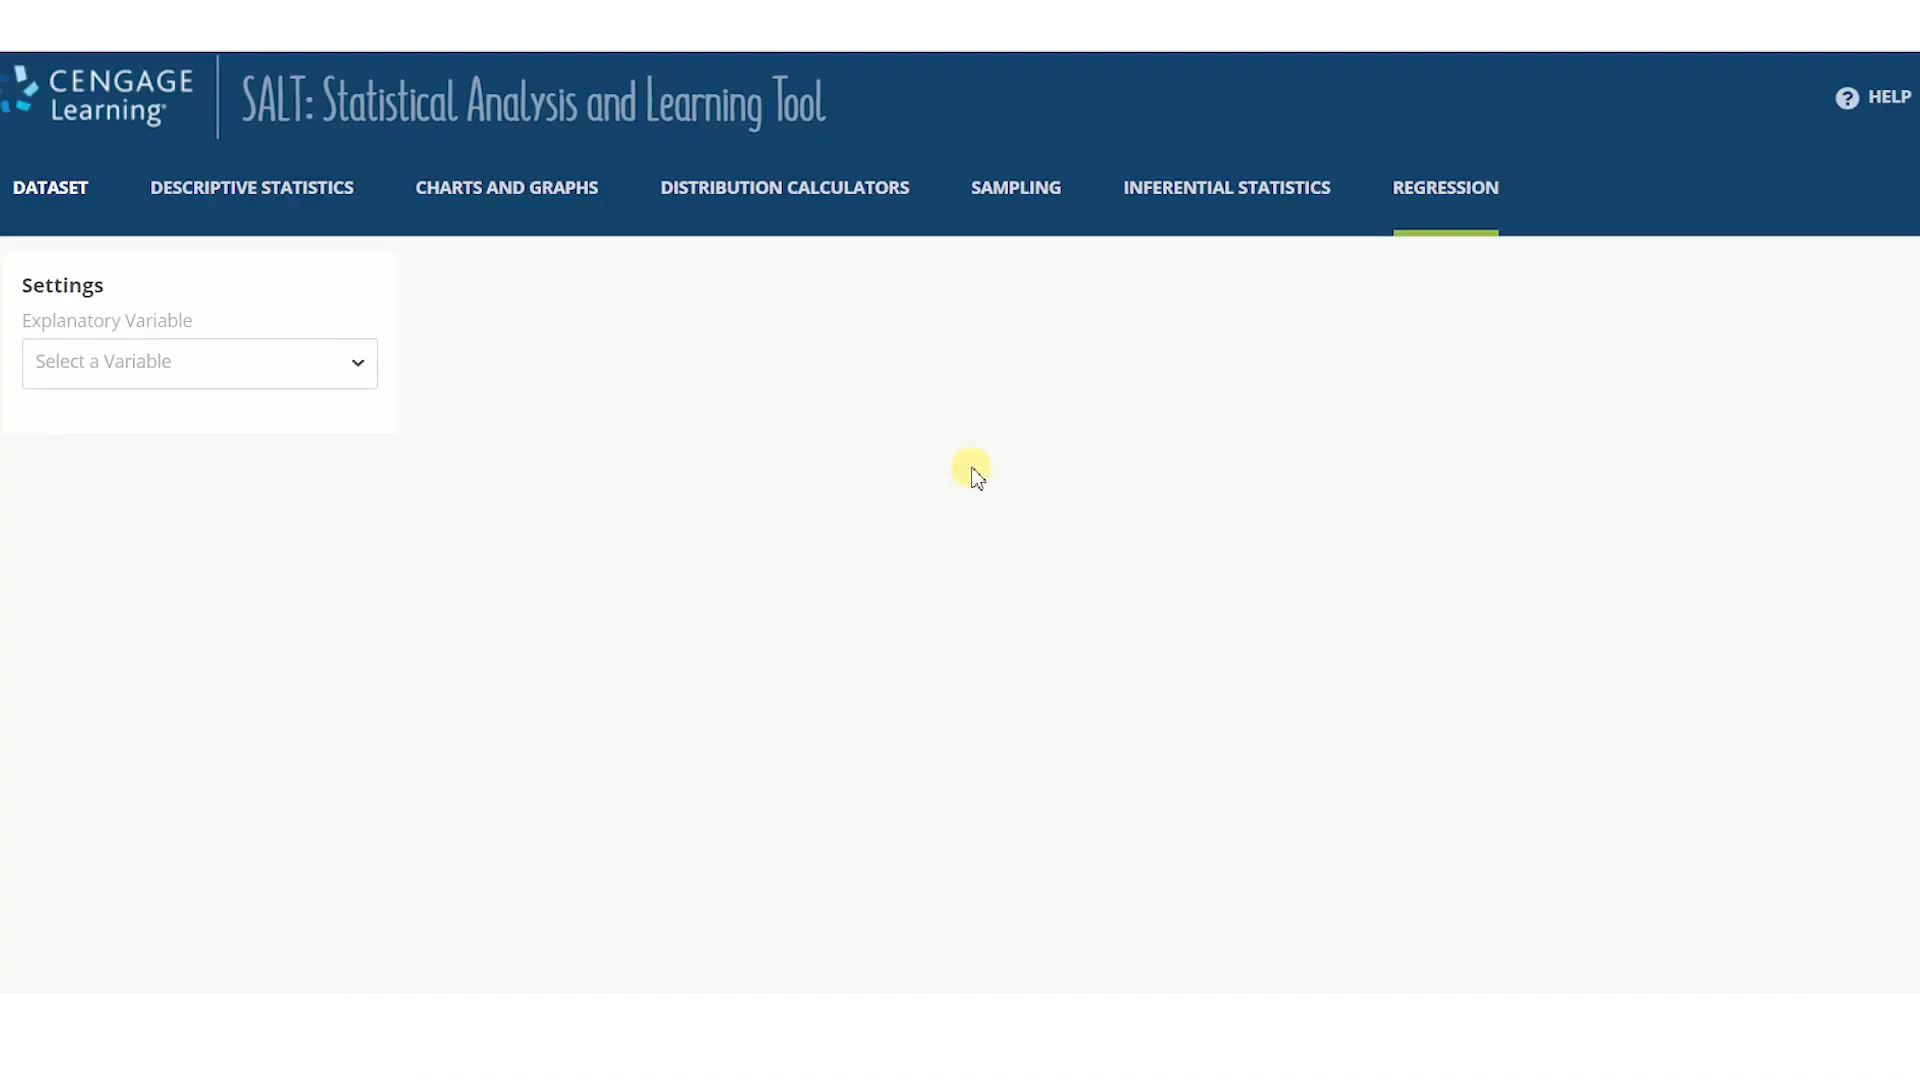 CENGAGE
Learning
SALT: Statistical Analysis and Learning Tool
? HELP
DATASET
DESCRIPTIVE STATISTICS
CHARTS AND GRAPHS
DISTRIBUTION CALCULATORS
SAMPLING
INFERENTIAL STATISTICS
REGRESSION
Settings
Explanatory Variable
Select a Variable